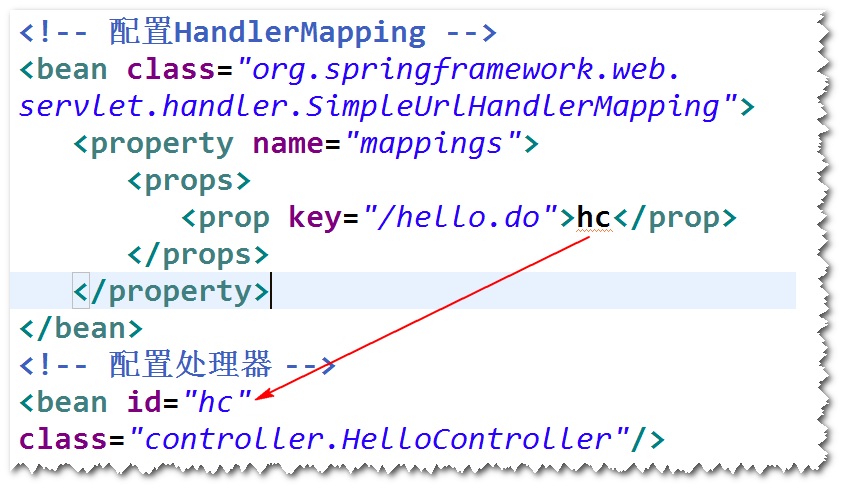 <!-- 配置HandlerMapping -->
<bean class="org.springframework.web.
servlet.handler.SimpleUrlHandlerMapping">
<property name="mappings">
<props>
<prop key="/hello.do">hc</prop>
</props>
</property>
</bean>
<!-- 配置处理器 -->
<bean id="hc"
class="controller.HelloController"/>